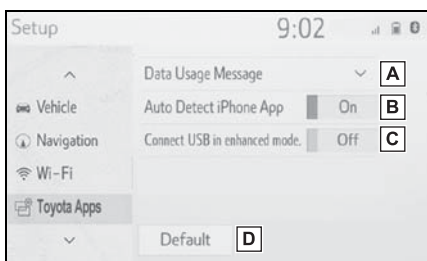 Setup 9:02
Data Usage Message A
Vehicle Auto Detect iPhone App On B
Navigation Connect USB in enhanced mode. Off C
Wi-Fi
Toyota Apps
Default D